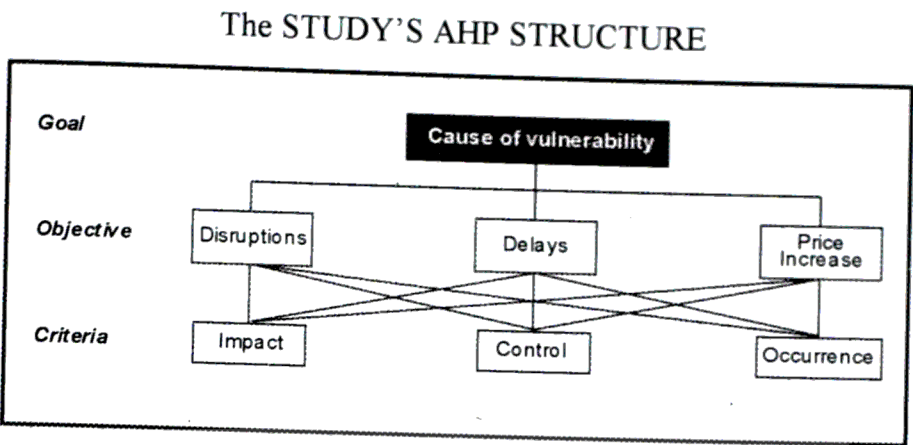 The STUDY'S AHP STRUCTURE
Goal
Cause of vulnerability
Objective
Disruptions
Delays
Price
Increase
Criteria
Impact
Control
Occurrence